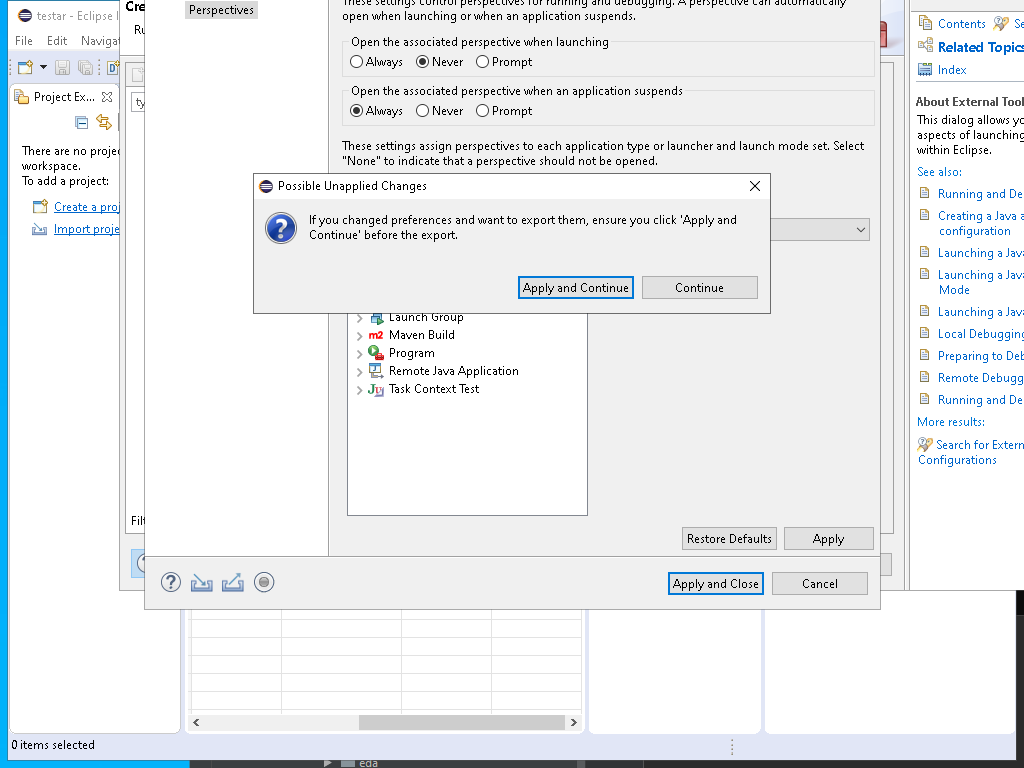 testar - Eclipse I
File Edit Navigat
Project Ex...
There are no projec
workspace.
To add a project:
Create a proj
Import proje
0 items selected
Cre
Ru
ty
Filt
Perspectives
These settings control perspectives for running and debugging. A perspective can automatically
open when launching or when an application suspends.
Open the associated perspective when launching
Always Never Prompt
Open the associated perspective when an application suspends
Always Never Prompt
These settings assign perspectives to each application type or launcher and launch mode set. Select
"None" to indicate that a perspective should not be opened.
Possible Unapplied Changes
If you changed preferences and want to export them, ensure you click 'Apply and
Continue' before the export.
Apply and Continue Continue
Launch Group
m2 Maven Build
Program
Remote Java Application
Task Context Test
Restore Defaults Apply
Apply and Close Cancel
Contents Se
Related Topics
Index
About External Tool
This dialog allows yo
aspects of launching
within Eclipse.
See also:
Running and De
Creating a Java a
configuration
Launching a Java
Launching a Java
Mode
Launching a Java
Local Debugging
Preparing to Deb
Remote Debugg
Running and De
More results:
Search for Extern
Configurations
eda